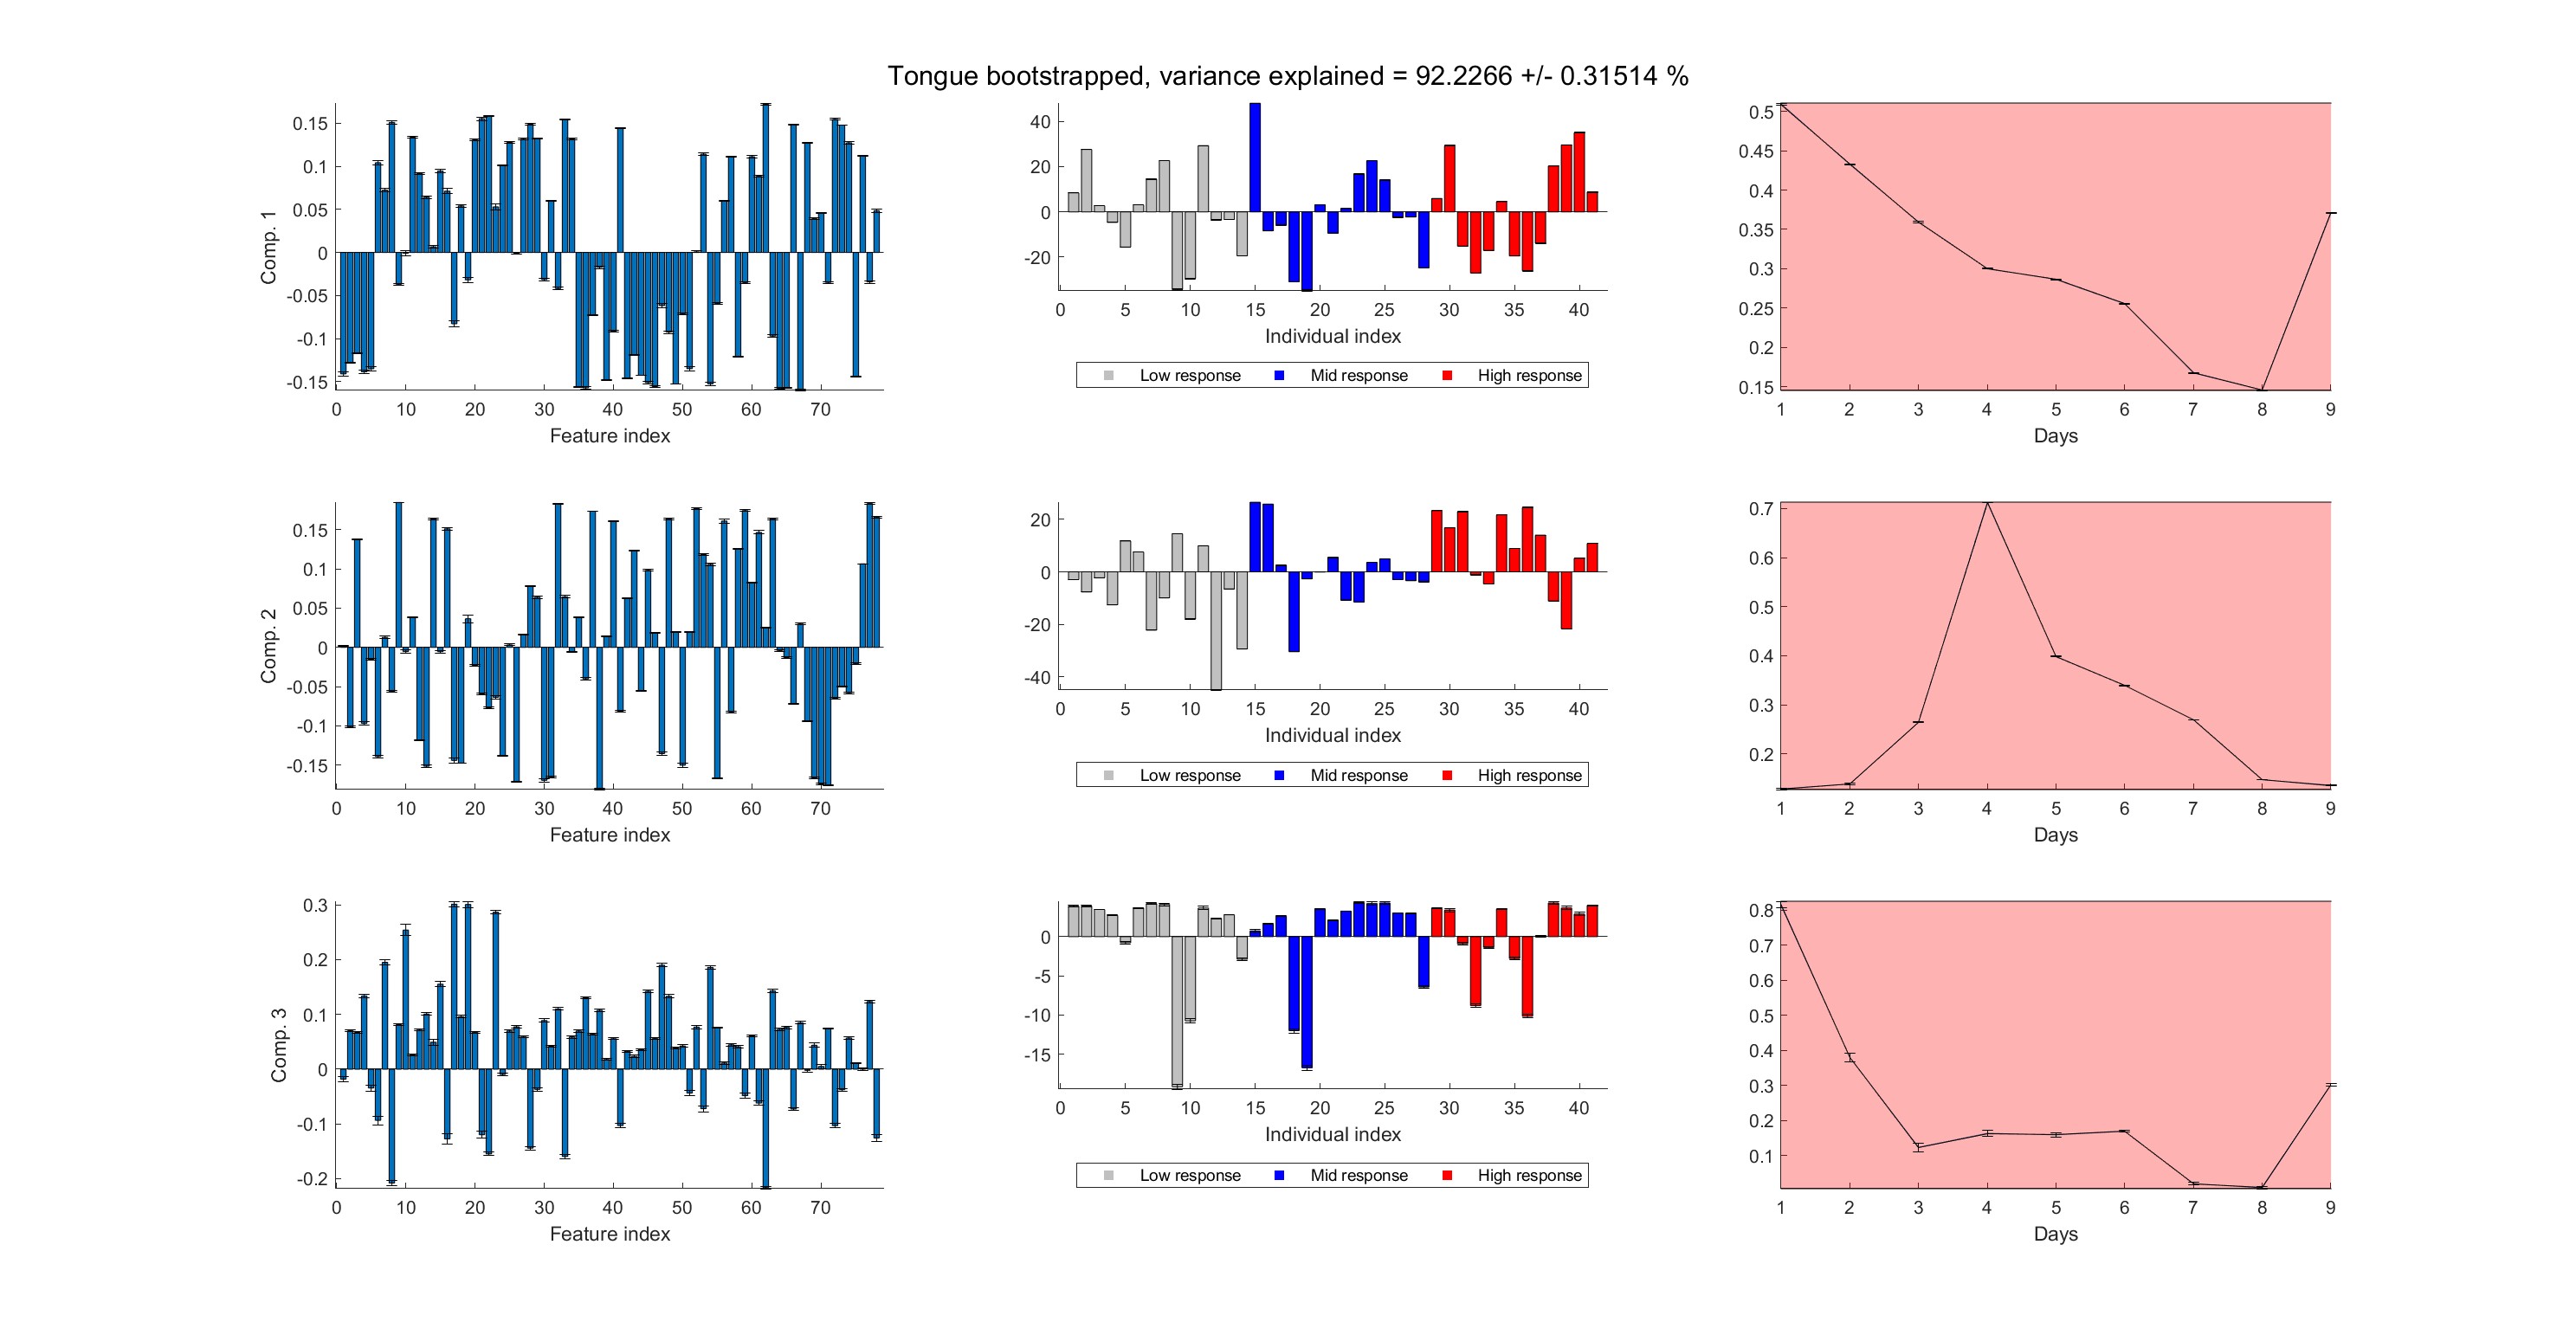 Tongue bootstrapped, variance explained = 92.2266 +/- 0.31514 %
Comp. 1
0.15
0.1
0.05
0
-0.05
-0.1
-0.15
0 10 20 30 40 50 60 70
Feature index
40
20
0
-20
0 5 10 15 20 25 30 35 40
Individual index
Low response Mid response High response
0.5
0.45
0.4
0.35
0.3
0.25
0.2
0.15
1 2 3 4 5 6 7 8 9
Days
Comp. 2
0.15
0.1
0.05
0
-0.05
-0.1
-0.15
0 10 20 30 40 50 60 70
Feature index
20
0
-20
-40
0 5 10 15 20 25 30 35 40
Individual index
Low response Mid response High response
0.7
0.6
0.5
0.4
0.3
0.2
1 2 3 4 5 6 7 8 9
Days
Comp. 3
0.3
0.2
0.1
0
-0.1
-0.2
0 10 20 30 40 50 60 70
Feature index
0
-5
-10
-15
0 5 10 15 20 25 30 35 40
Individual index
Low response Mid response High response
0.8
0.7
0.6
0.5
0.4
0.3
0.2
0.1
1 2 3 4 5 6 7 8 9
Days